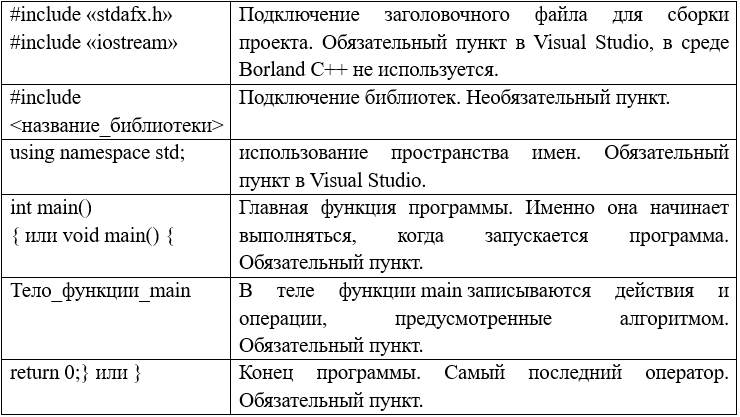 #include «stdafx.h»
#include «iostream»
Подключение заголовочного файла для сборки
проекта. Обязательный пункт в Visual Studio, в среде
Borland C++ не используется.
#include
<название_библиотеки>
Подключение библиотек. Необязательный пункт.
using namespace std;
использование пространства имен. Обязательный
пункт в Visual Studio.
int main()
{ или void main() {
Главная функция программы. Именно она начинает
выполняться, когда запускается программа.
Обязательный пункт.
Тело_функции_main
В теле функции main записываются действия и
операции, предусмотренные алгоритмом.
Обязательный пункт.
return 0;} или }
Конец программы. Самый последний оператор.
Обязательный пункт.